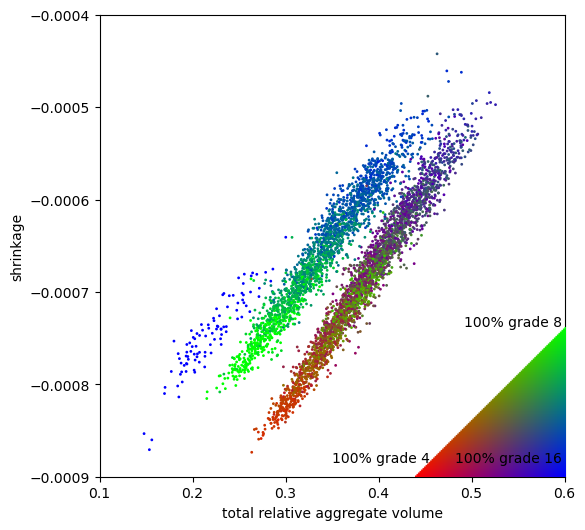 −0.0004
−0.0005
−0.0006
−0.0007
−0.0008
−0.0009
shrinkage
100% grade 8
100% grade 4
100% grade 16
0.1 0.2 0.3 0.4 0.5 0.6
total relative aggregate volume